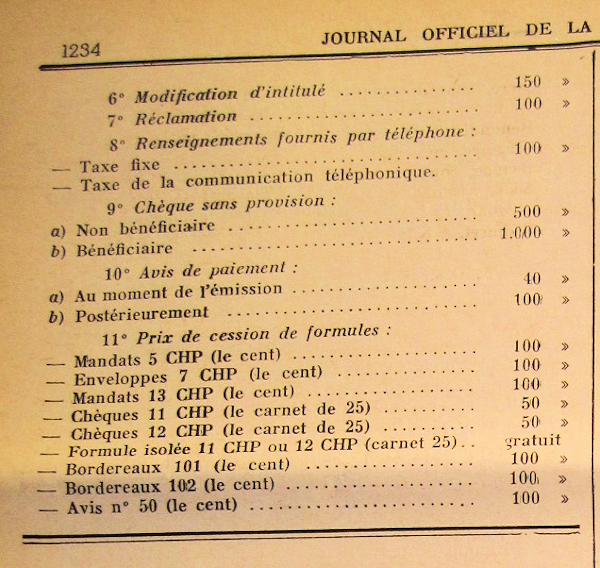 1234 JOURNAL OFFICIEL DE LA
6° Modification d'intitulé ............... 150 »
7° Réclamation ............... 100 »
8° Renseignements fournis par téléphone :
— Taxe fixe ............... 100 »
— Taxe de la communication téléphonique.
9° Chèque sans provision :
a) Non bénéficiaire ............... 500 »
b) Bénéficiaire ............... 1.000 »
10° Avis de paiement :
a) Au moment de l'émission ............... 40 »
b) Postérieurement ............... 100 »
11° Prix de cession de formules :
— Mandats 5 CHP (le cent) ............... 100 »
— Enveloppes 7 CHP (le cent) ............... 100 »
— Mandats 13 CHP (le cent) ............... 100 »
— Chèques 11 CHP (le carnet de 25) ............... 50 »
— Chèques 12 CHP (le carnet de 25) ............... 50 »
— Formule isolée 11 CHP ou 12 CHP (carnet 25) .. gratuit
— Bordereaux 101 (le cent) ............... 100 »
— Bordereaux 102 (le cent) ............... 100 »
— Avis n° 50 (le cent) ............... 100 »